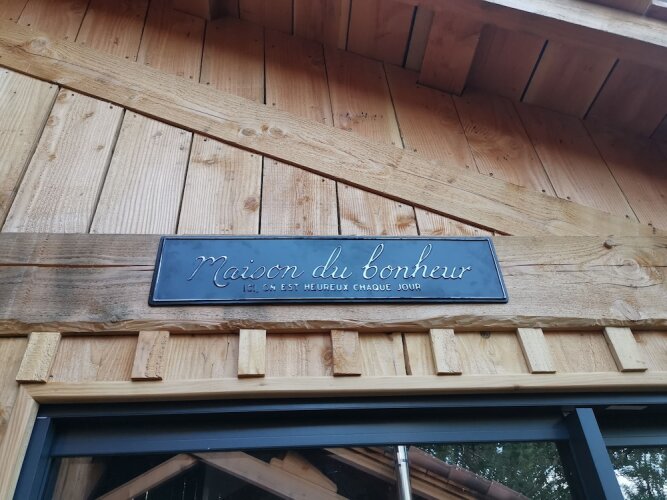 Maison du bonheur
ICI, ON EST HEUREUX CHAQUE JOUR